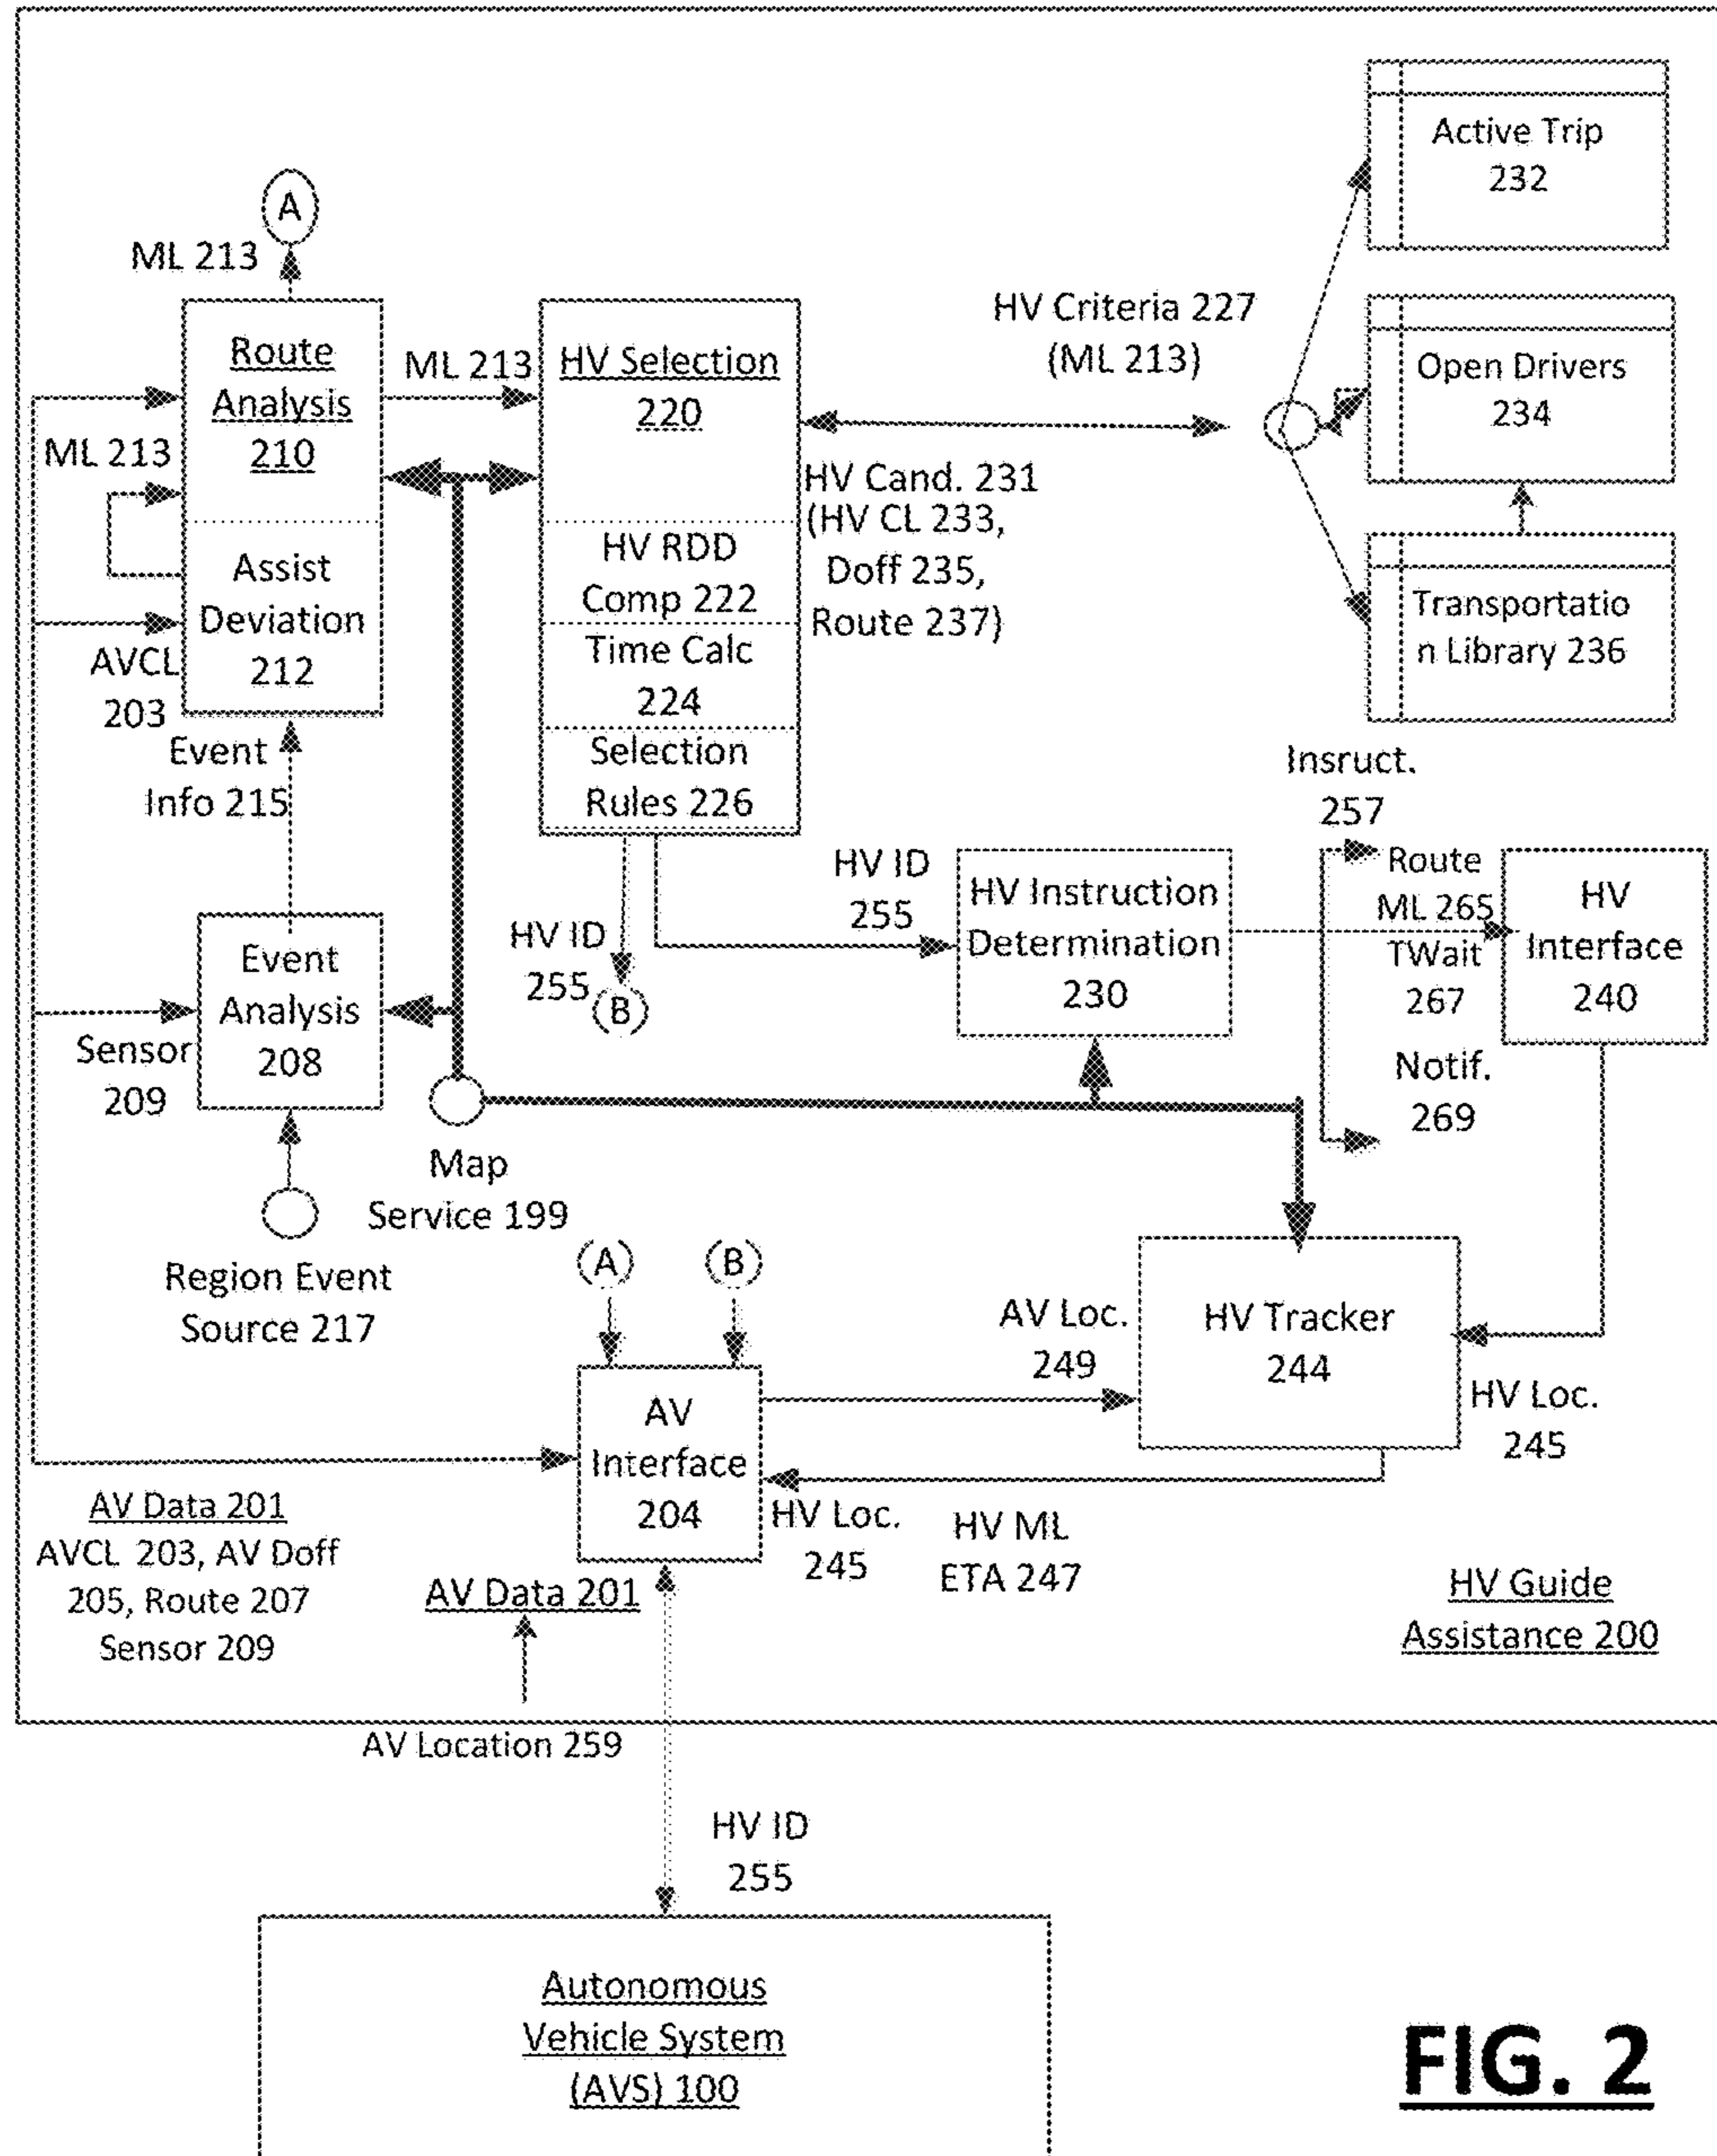 Active Trip
232
A
ML 213
Route
Analysis
210
ML 213
ML 213
Assist
Deviation
212
AVCL
203
HV Selection
220
HV RDD
Comp 222
Time Calc
224
Selection
Rules 226
HV Criteria 227
(ML 213)
HV Cand. 231
(HV CL 233,
Doff 235,
Route 237)
Open Drivers
234
Transportatio
n Library 236
Event
Info 215
Event
Analysis
208
Sensor
209
Map
Service 199
Region Event
Source 217
HV ID
255
B
HV ID
255
HV Instruction
Determination
230
Insruct.
257
Route
ML 265
TWait
267
Notif.
269
HV
Interface
240
A
B
AV
Interface
204
AV Loc.
249
HV Tracker
244
HV Loc.
245
HV Loc.
245
HV ML
ETA 247
AV Data 201
AVCL 203, AV Doff
205, Route 207
Sensor 209
AV Data 201
HV Guide
Assistance 200
AV Location 259
HV ID
255
Autonomous
Vehicle System
(AVS) 100
FIG. 2